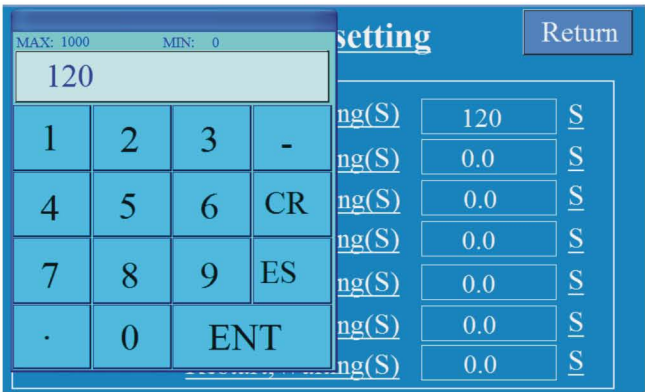 setting
Return
MAX: 1000 MIN: 0
120
1 2 3 -
4 5 6 CR
7 8 9 ES
. 0 ENT
ng(S) 120 S
ng(S) 0.0 S
ng(S) 0.0 S
ng(S) 0.0 S
ng(S) 0.0 S
ng(S) 0.0 S
ng(S) 0.0 S